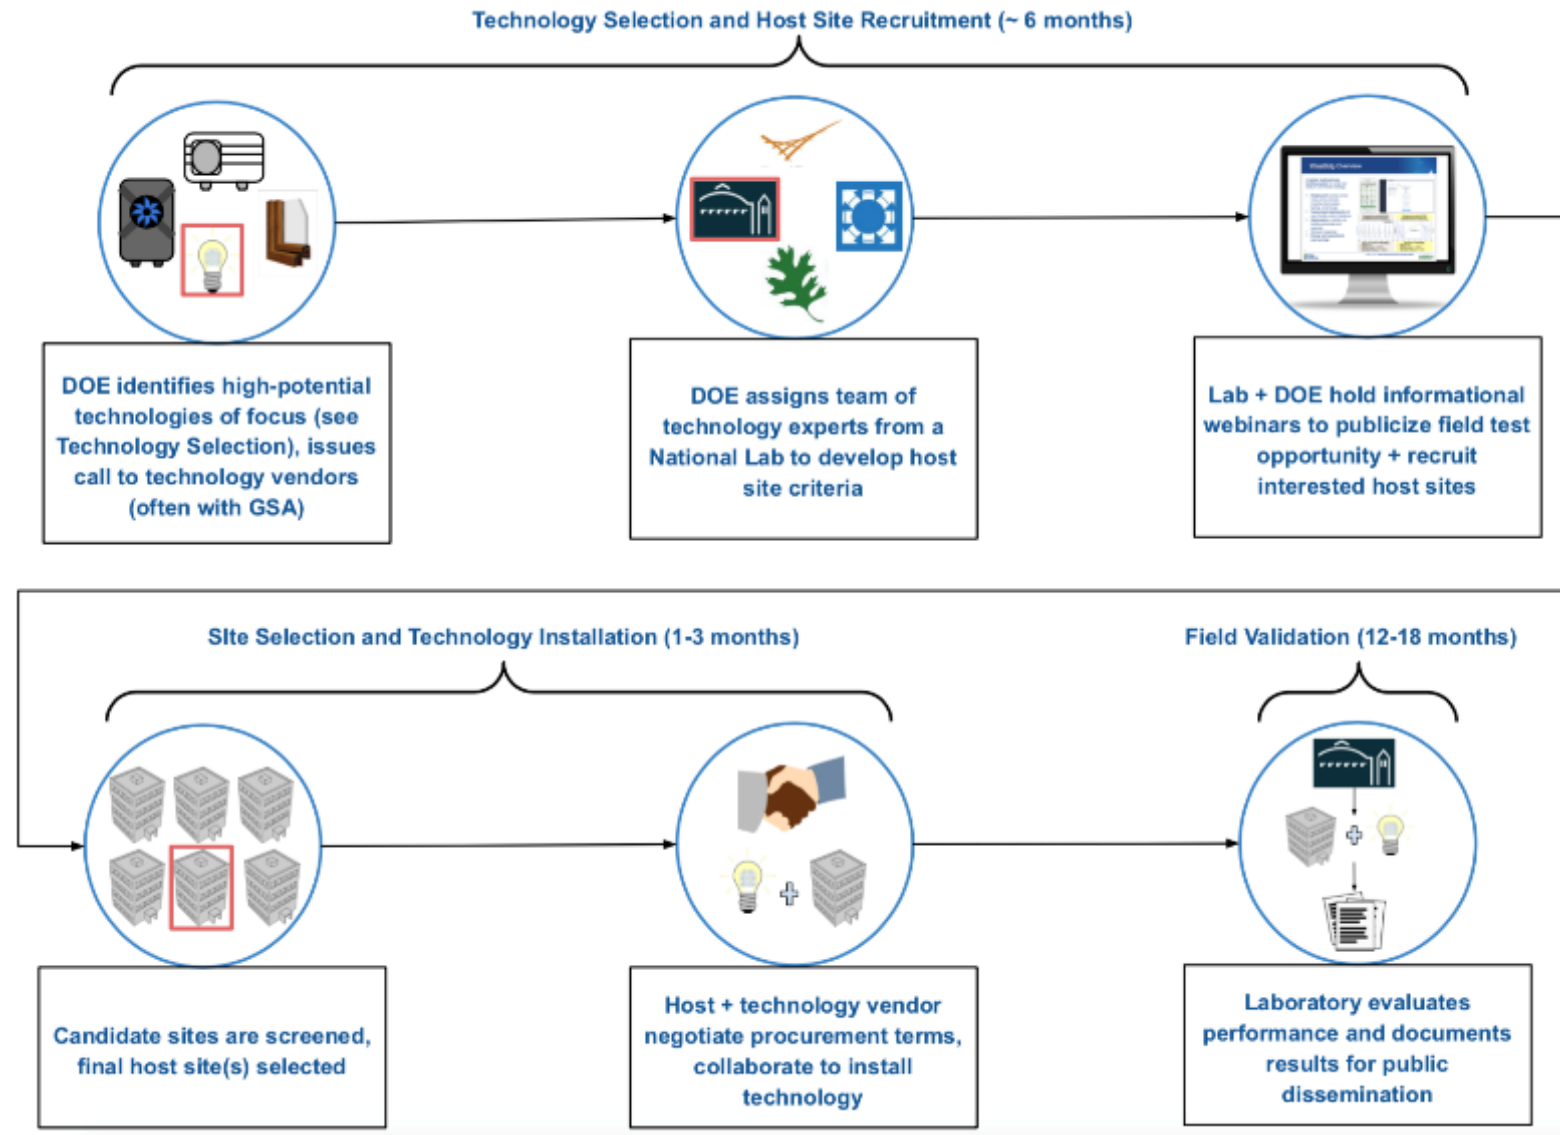 Technology Selection and Host Site Recruitment (~ 6 months)
DOE identifies high-potential
technologies of focus (see
Technology Selection), issues
call to technology vendors
(often with GSA)
DOE assigns team of
technology experts from a
National Lab to develop host
site criteria
Lab + DOE hold informational
webinars to publicize field test
opportunity + recruit
interested host sites
SIte Selection and Technology Installation (1-3 months)
Field Validation (12-18 months)
Candidate sites are screened,
final host site(s) selected
Host + technology vendor
negotiate procurement terms,
collaborate to install
technology
Laboratory evaluates
performance and documents
results for public
dissemination